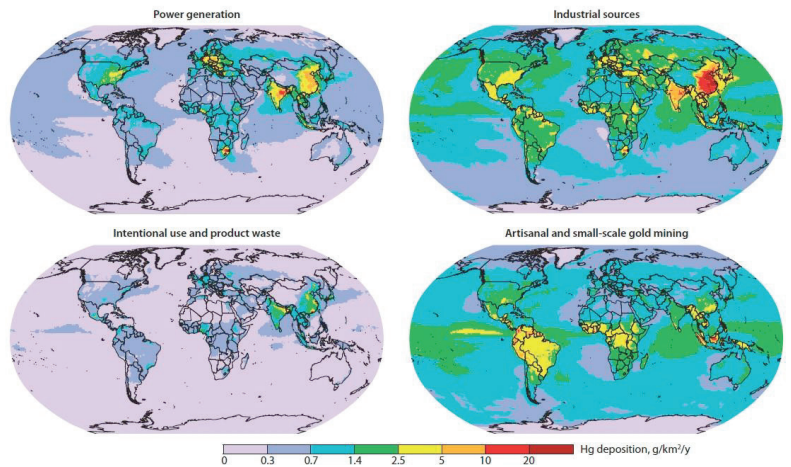 Power generation
Industrial sources
Intentional use and product waste
Artisanal and small-scale gold mining
0 0.3 0.7 1.4 2.5 5 10 20 Hg deposition, g/km²/y